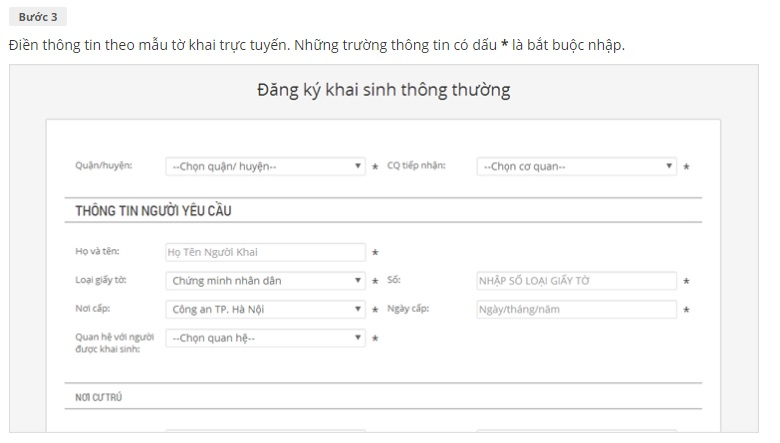 Bước 3
Điền thông tin theo mẫu tờ khai trực tuyến. Những trường thông tin có dấu * là bắt buộc nhập.
Đăng ký khai sinh thông thường
Quận/huyện: --Chọn quận/ huyện-- * CQ tiếp nhận: --Chọn cơ quan-- *
THÔNG TIN NGƯỜI YÊU CẦU
Họ và tên: Họ Tên Người Khai *
Loại giấy tờ: Chứng minh nhân dân * Số: NHẬP SỐ LOẠI GIẤY TỜ *
Nơi cấp: Công an TP. Hà Nội * Ngày cấp: Ngày/tháng/năm *
Quan hệ với người --Chọn quan hệ-- *
được khai sinh:
NƠI CƯ TRÚ